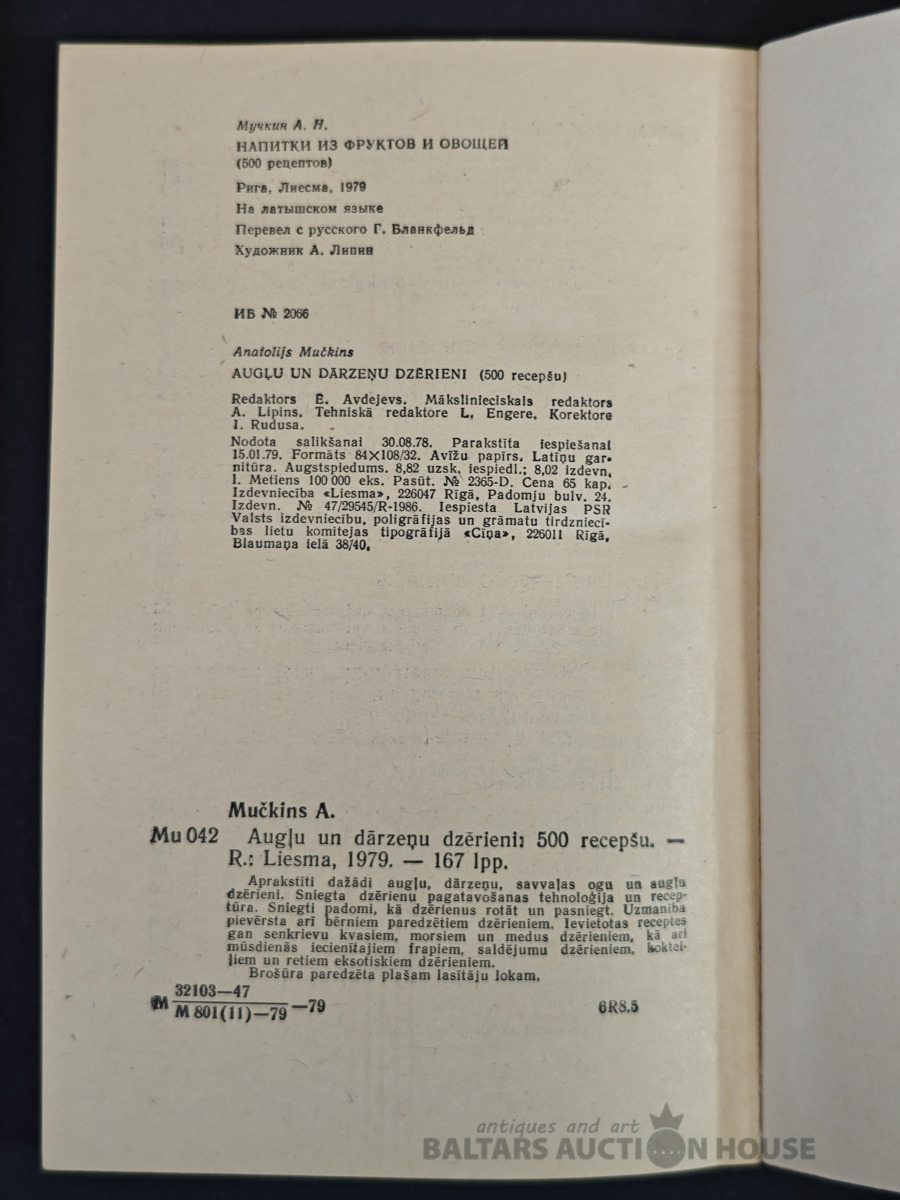 Мучкин А. Н.
НАПИТКИ ИЗ ФРУКТОВ И ОВОЩЕЙ
(500 рецептов)
Рига, Лиесма, 1979
На латышском языке
Перевел с русского Г. Бланкфельд
Художник А. Липин
ИБ № 2066
Anatolijs Mučkins
AUGĻU UN DĀRZEŅU DZĒRIENI (500 recepšu)
Redaktors Ē. Avdejevs. Mākslinieciskais redaktors
A. Lipins. Tehniskā redaktore L. Engere. Korektore
I. Rudusa.
Nodota salikšanai 30.08.78. Parakstīta iespiešanai
15.01.79. Formāts 84×108/32. Avīžu papīrs. Latīņu gar-
nitūra. Augstspiedums. 8,82 uzsk. iespiedl.; 8,02 izdevn.
l. Metiens 100 000 eks. Pasūt. № 2365-D. Cena 65 kap.
Izdevniecība «Liesma», 226047 Rīgā, Padomju bulv. 24.
Izdevn. № 47/29545/R-1986. Iespiesta Latvijas PSR
Valsts izdevniecību, poligrāfijas un grāmatu tirdzniecī-
bas lietu komitejas tipogrāfijā «Cīņa», 226011 Rīgā,
Blaumaņa ielā 38/40.
Mučkins A.
Mu 042 Augļu un dārzeņu dzērieni: 500 recepšu. —
R.: Liesma, 1979. — 167 lpp.
Aprakstīti dažādi augļu, dārzeņu, savvaļas ogu un augļu
dzērieni. Sniegta dzērienu pagatavošanas tehnoloģija un recep-
tūra. Sniegti padomi, kā dzērienus rotāt un pasniegt. Uzmanība
pievērsta arī bērniem paredzētiem dzērieniem. Ievietotas receptes
gan senkrievu kvasiem, morsiem un medus dzērieniem, kā arī
mūsdienās iecienītajiem frapiem, saldējumu dzērieniem, koktei-
ļiem un retiem eksotiskiem dzērieniem.
Brošūra paredzēta plašam lasītāju lokam.
32103—47
M M 801(11)—79 —79 6R8.5
antiques and art
BALTARS AUCTION HOUSE